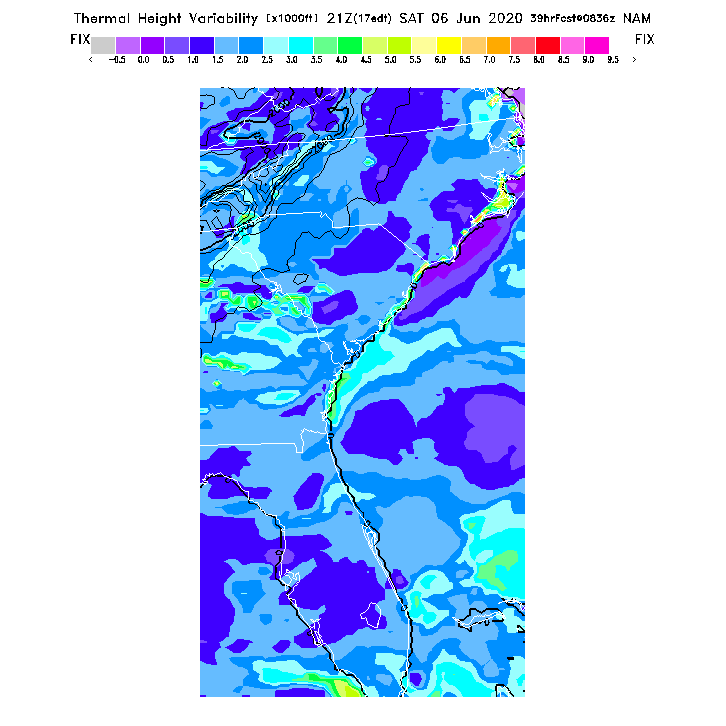 Thermal Height Variability [x1000ft] 21Z(17edt) SAT 06 Jun 2020 39hrFcst@0836z NAM
FIX FIX
< -0.5 0.0 0.5 1.0 1.5 2.0 2.5 3.0 3.5 4.0 4.5 5.0 5.5 6.0 6.5 7.0 7.5 8.0 8.5 9.0 9.5 >